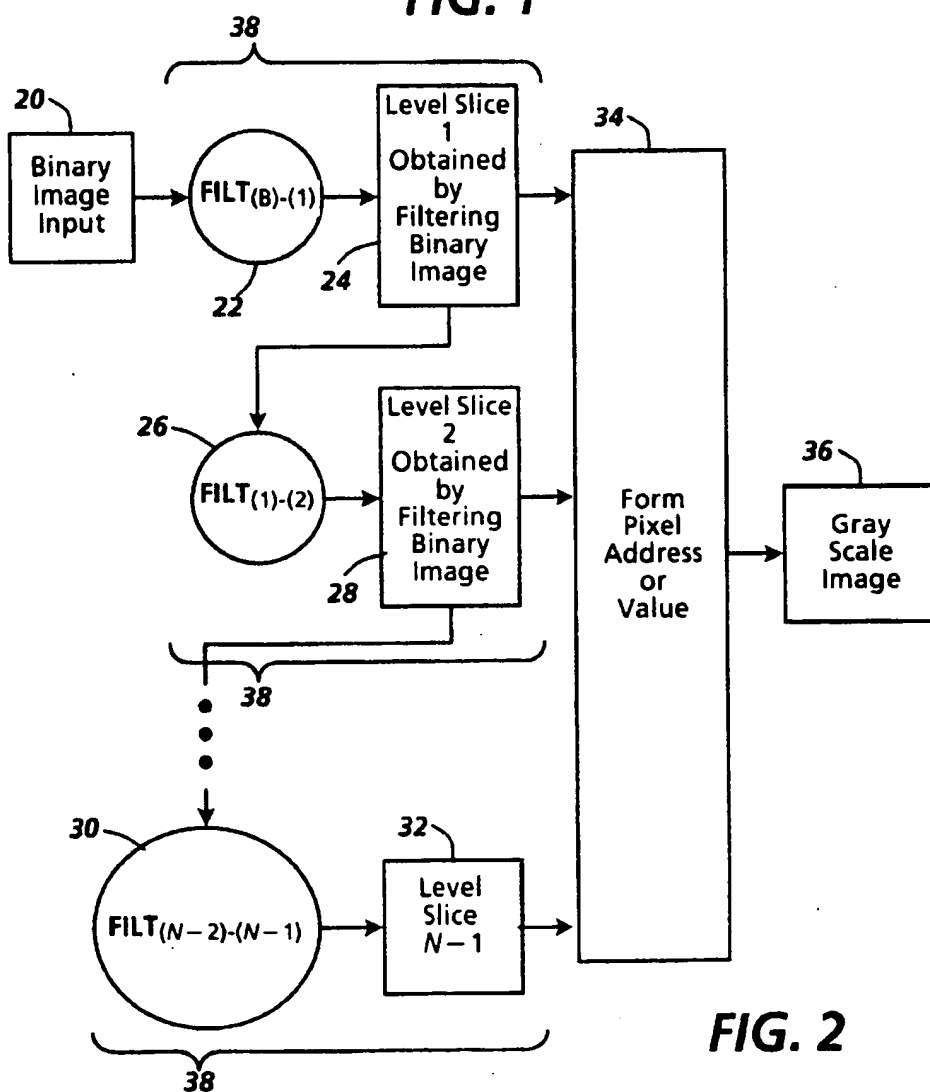 FIG. 1
38
20
Binary
Image
Input
FILT(B)-(1)
22
Level Slice
1
Obtained
by
Filtering
Binary
Image
24
34
26
FILT(1)-(2)
Level Slice
2
Obtained
by
Filtering
Binary
Image
28
38
Form
Pixel
Address
or
Value
36
Gray
Scale
Image
30
FILT(N−2)-(N−1)
32
Level
Slice
N−1
38
FIG. 2